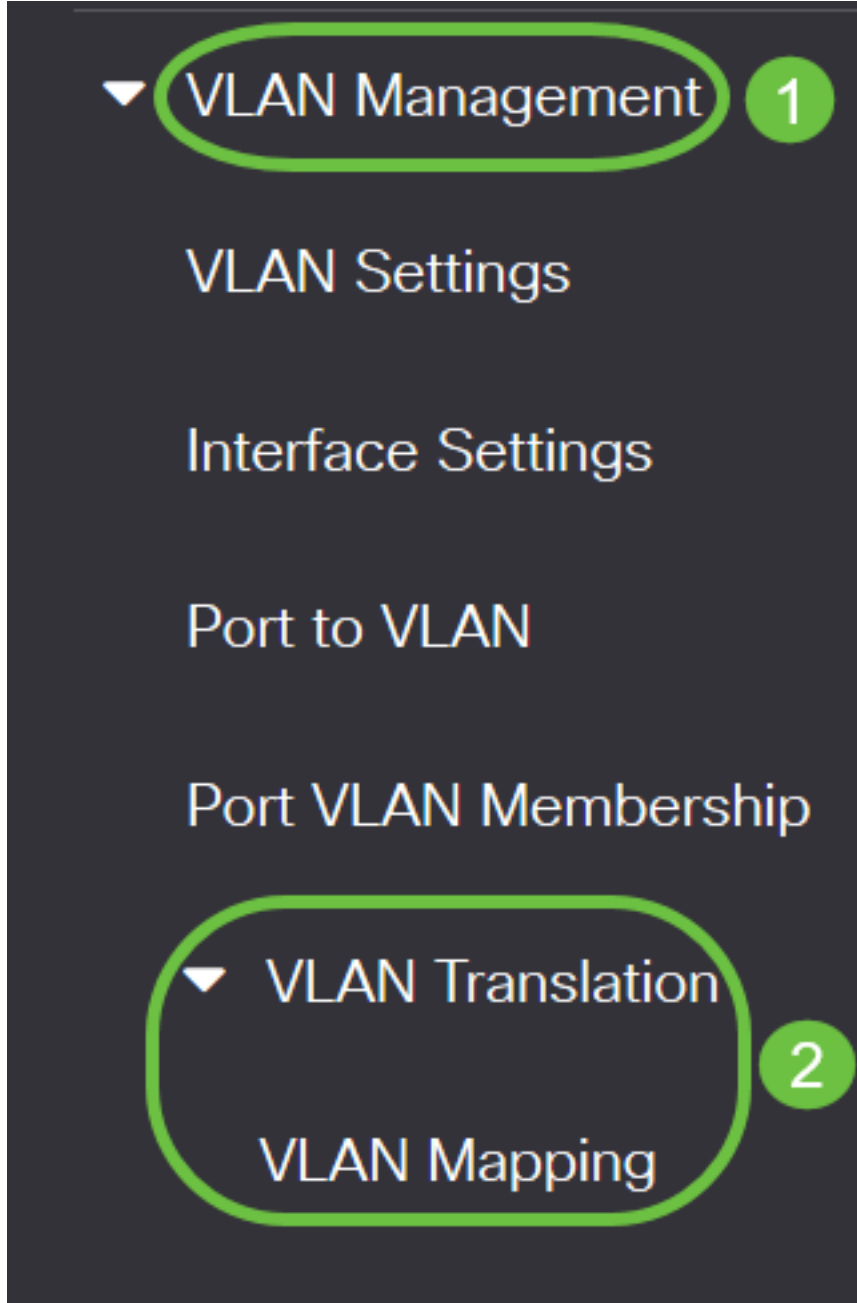 VLAN Management 1
VLAN Settings
Interface Settings
Port to VLAN
Port VLAN Membership
VLAN Translation
2
VLAN Mapping